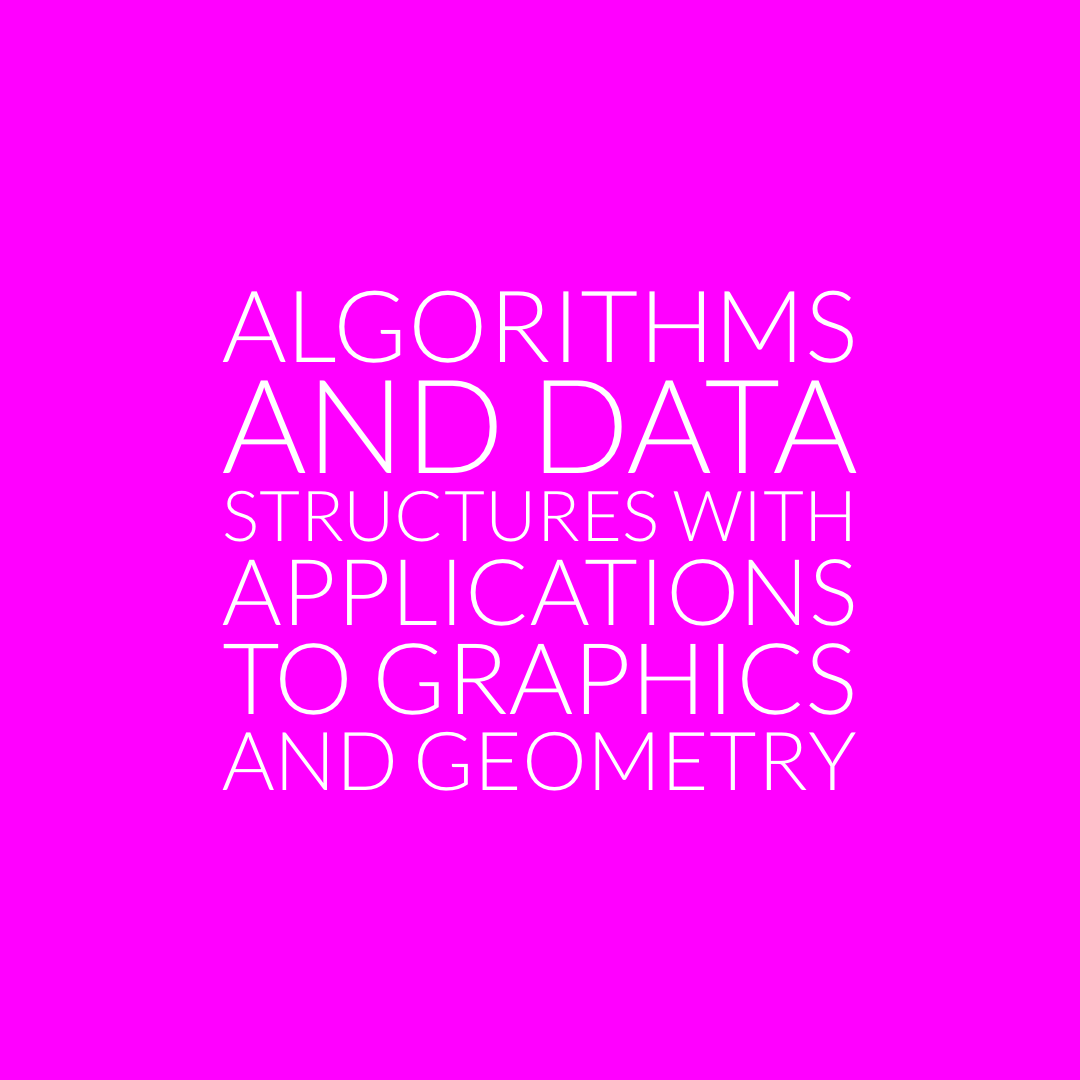 ALGORITHMS
AND DATA
STRUCTURES WITH
APPLICATIONS
TO GRAPHICS
AND GEOMETRY